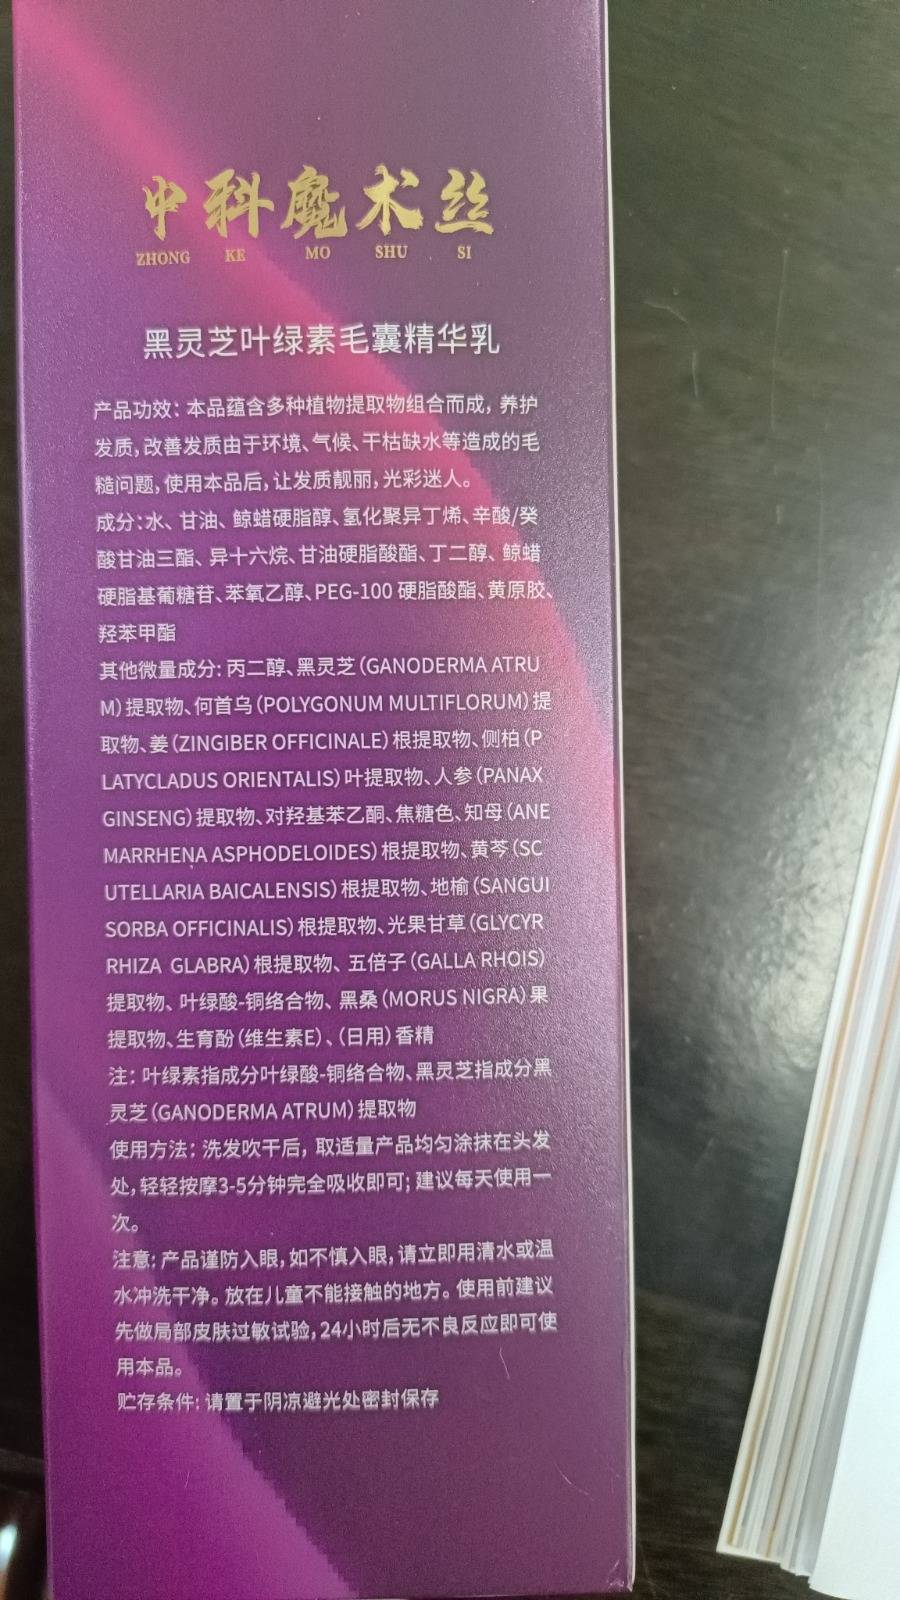 中科魔术丝
ZHONG KE MO SHU SI
黑灵芝叶绿素毛囊精华乳
产品功效：本品蕴含多种植物提取物组合而成，养护
发质，改善发质由于环境、气候、干枯缺水等造成的毛
糙问题，使用本品后，让发质靓丽，光彩迷人。
成分：水、甘油、鲸蜡硬脂醇、氢化聚异丁烯、辛酸/癸
酸甘油三酯、异十六烷、甘油硬脂酸酯、丁二醇、鲸蜡
硬脂基葡糖苷、苯氧乙醇、PEG-100 硬脂酸酯、黄原胶、
羟苯甲酯
其他微量成分：丙二醇、黑灵芝（GANODERMA ATRU
M）提取物、何首乌（POLYGONUM MULTIFLORUM）提
取物、姜（ZINGIBER OFFICINALE）根提取物、侧柏（P
LATYCLADUS ORIENTALIS）叶提取物、人参（PANAX
GINSENG）提取物、对羟基苯乙酮、焦糖色、知母（ANE
MARRHENA ASPHODELOIDES）根提取物、黄芩（SC
UTELLARIA BAICALENSIS）根提取物、地榆（SANGUI
SORBA OFFICINALIS）根提取物、光果甘草（GLYCYR
RHIZA GLABRA）根提取物、五倍子（GALLA RHOIS）
提取物、叶绿酸-铜络合物、黑桑（MORUS NIGRA）果
提取物、生育酚（维生素E）、（日用）香精
注：叶绿素指成分叶绿酸-铜络合物、黑灵芝指成分黑
灵芝（GANODERMA ATRUM）提取物
使用方法：洗发吹干后，取适量产品均匀涂抹在头发
处，轻轻按摩3-5分钟完全吸收即可；建议每天使用一
次。
注意：产品谨防入眼，如不慎入眼，请立即用清水或温
水冲洗干净。放在儿童不能接触的地方。使用前建议
先做局部皮肤过敏试验，24小时后无不良反应即可使
用本品。
贮存条件：请置于阴凉避光处密封保存